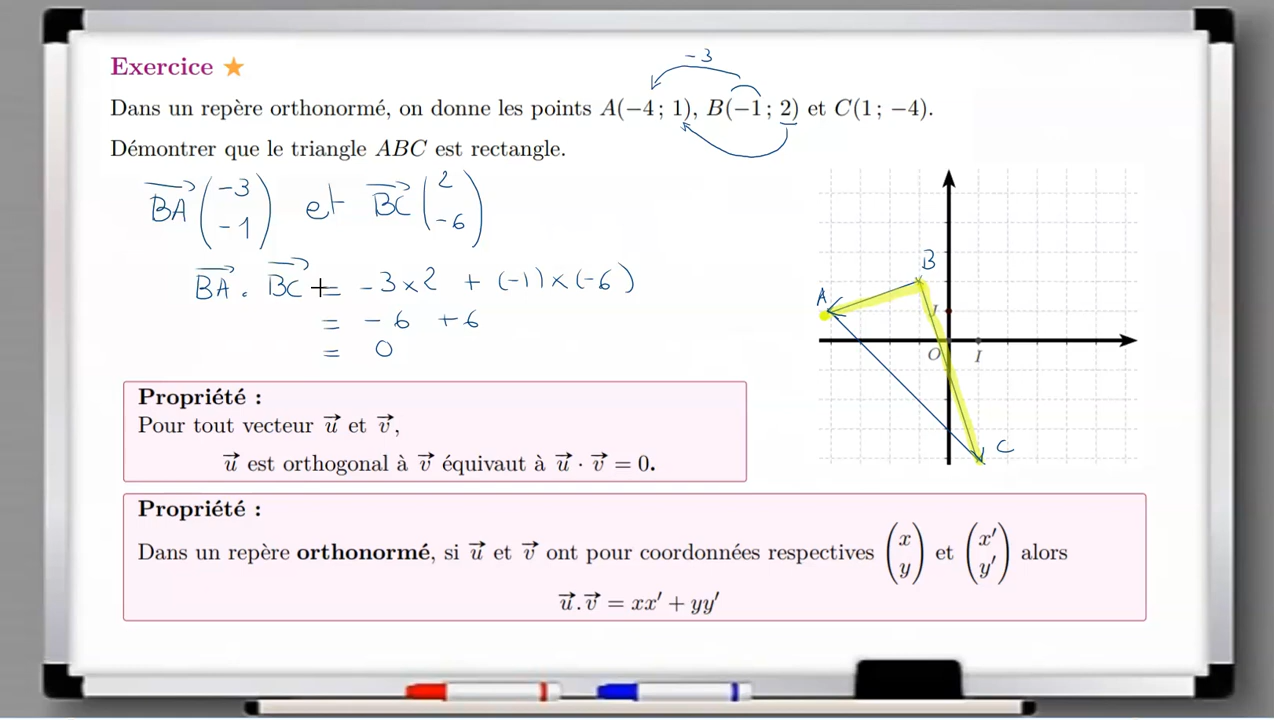 Exercice
-3
Dans un repère orthonormé, on donne les points A(−4 ; 1), B(−1 ; 2) et C(1 ; −4).
Démontrer que le triangle ABC est rectangle.
BA⃗ (-3 -1) et BC⃗ (2 -6)
BA⃗ . BC⃗ = -3×2 + (-1)×(-6)
= -6 +6
= 0
B
A
J
O I
C
Propriété :
Pour tout vecteur u⃗ et v⃗,
u⃗ est orthogonal à v⃗ équivaut à u⃗ · v⃗ = 0.
Propriété :
Dans un repère orthonormé, si u⃗ et v⃗ ont pour coordonnées respectives (x y) et (x′ y′) alors
u⃗.v⃗ = xx′ + yy′